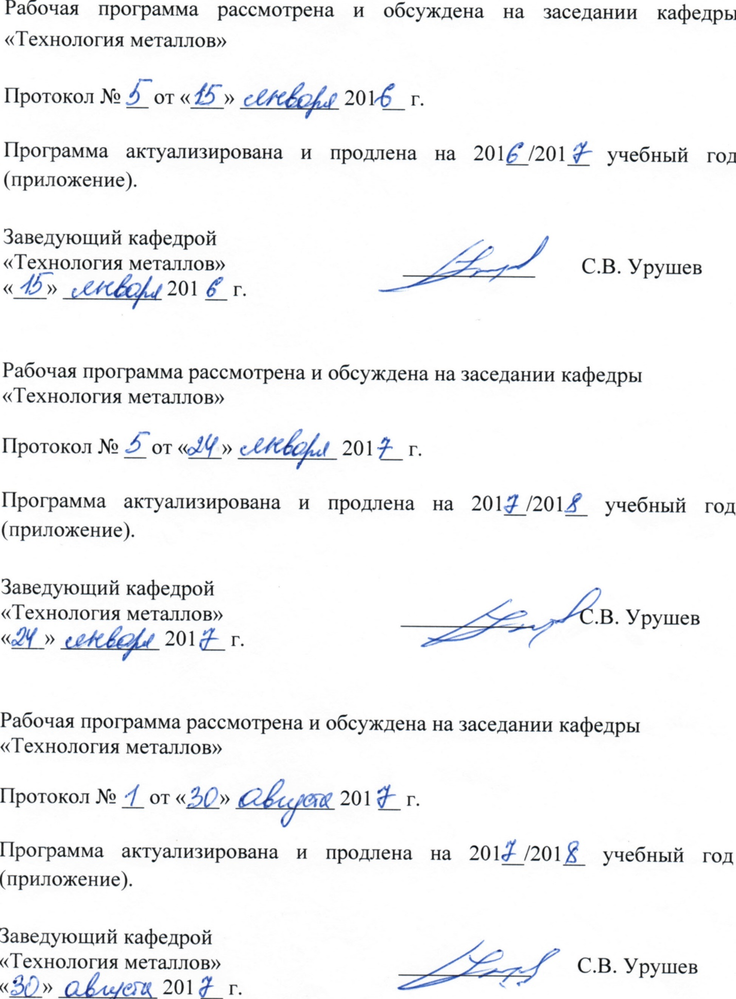 Рабочая программа рассмотрена и обсуждена на заседании кафедры
«Технология металлов»
Протокол № 5 от «15» января 2016 г.
Программа актуализирована и продлена на 2016/2017 учебный год
(приложение).
Заведующий кафедрой
«Технология металлов» С.В. Урушев
«15» января 2016 г.
Рабочая программа рассмотрена и обсуждена на заседании кафедры
«Технология металлов»
Протокол № 5 от «24» января 2017 г.
Программа актуализирована и продлена на 2017/2018 учебный год
(приложение).
Заведующий кафедрой
«Технология металлов» С.В. Урушев
«24» января 2017 г.
Рабочая программа рассмотрена и обсуждена на заседании кафедры
«Технология металлов»
Протокол № 1 от «30» августа 2017 г.
Программа актуализирована и продлена на 2017/2018 учебный год
(приложение).
Заведующий кафедрой
«Технология металлов» С.В. Урушев
«30» августа 2017 г.